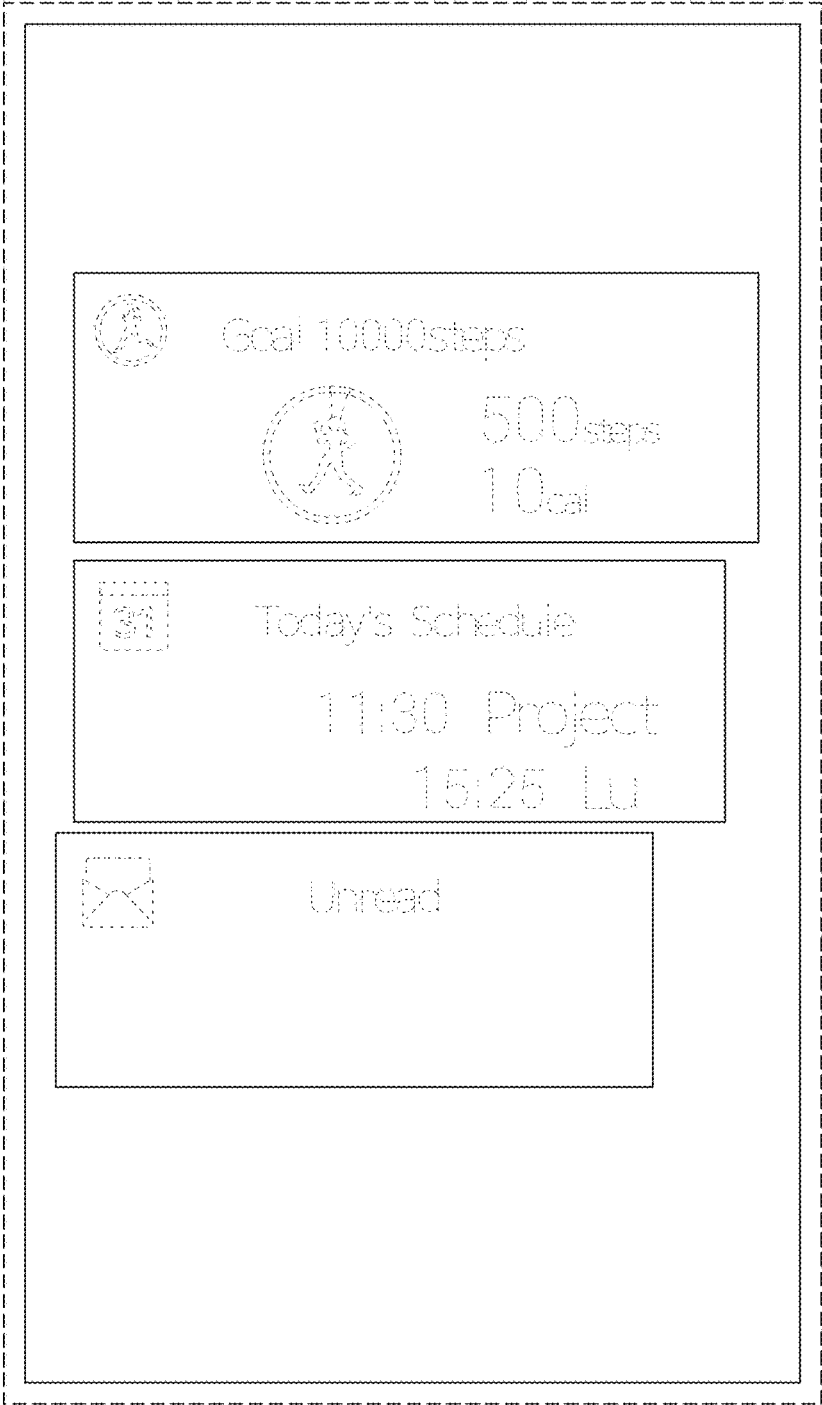 Goal 10000steps
500steps
10cal
31
Today's Schedule
11:30 Project
15:25 Lu
Unread